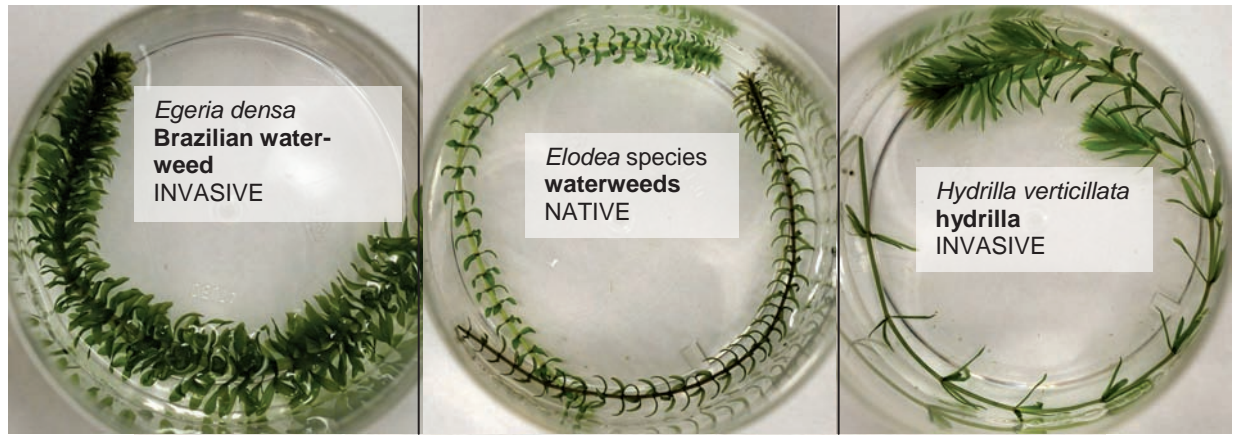 Egeria densa
Brazilian water-
weed
INVASIVE
Elodea species
waterweeds
NATIVE
Hydrilla verticillata
hydrilla
INVASIVE